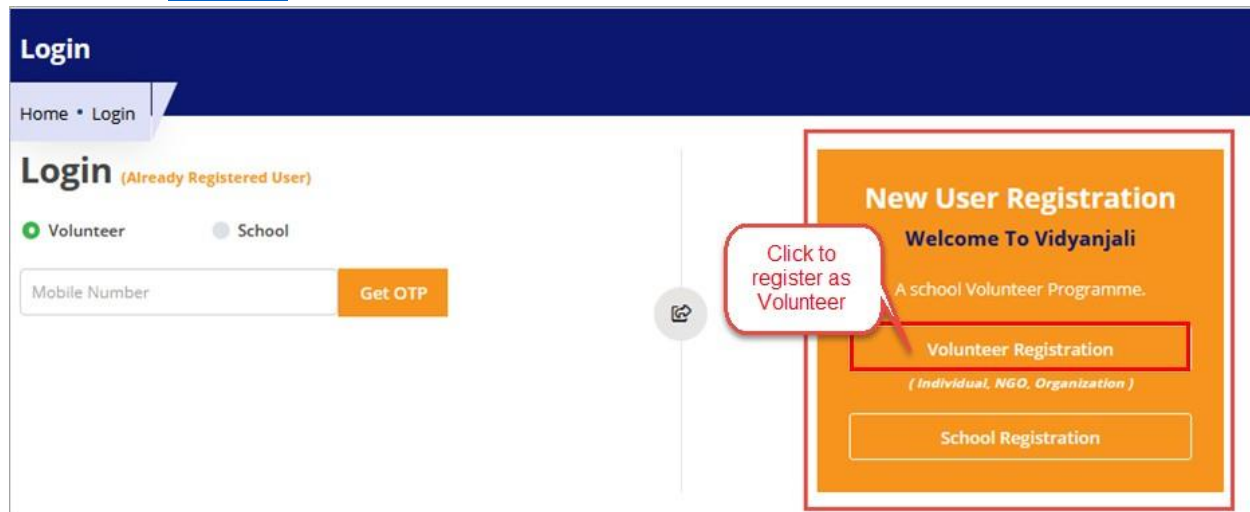 Login
Home • Login
Login (Already Registered User)
Volunteer School
Mobile Number Get OTP
Click to
register as
Volunteer
New User Registration
Welcome To Vidyanjali
A school Volunteer Programme.
Volunteer Registration
( Individual, NGO, Organization )
School Registration